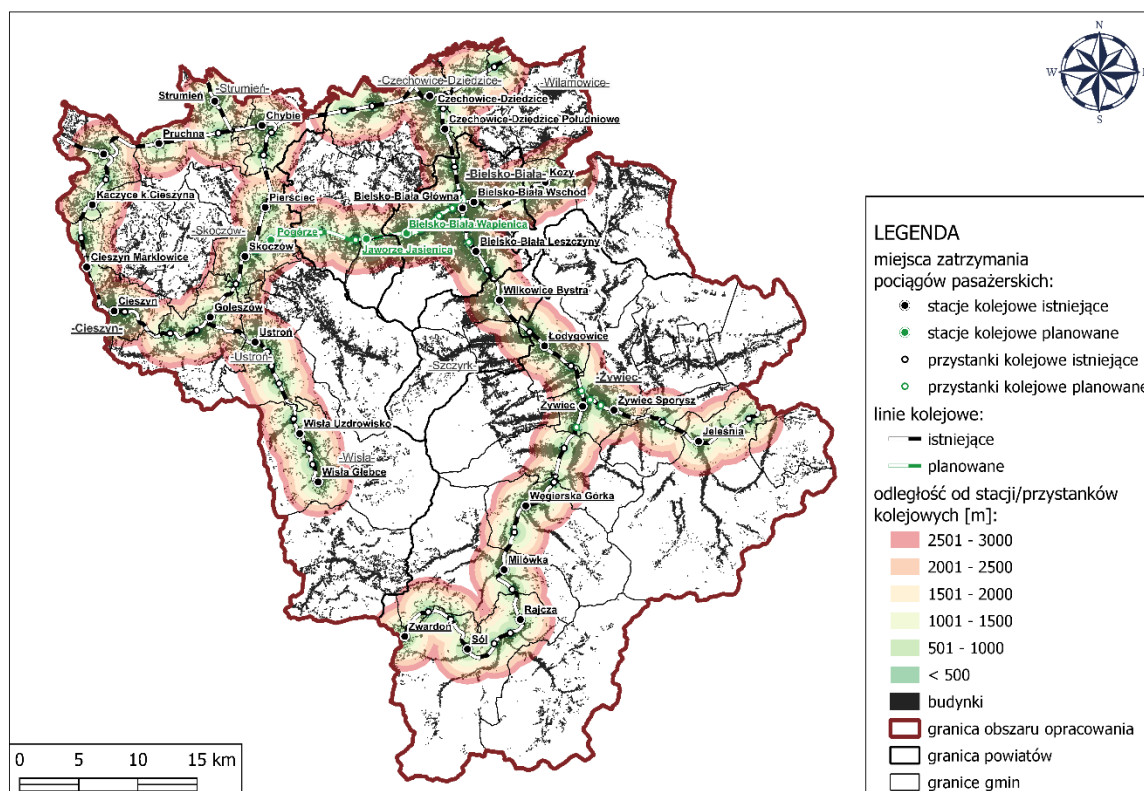 N
W
S
-Strumień-
Strumień
-Czechowice-Dziedzice-
-Wilamowice-
Czechowice-Dziedzice
Chybie
Czechowice-Dziedzice Południowe
Pruchna
-Bielsko-Biała-
Kozy
Kaczyce k.Cieszyna
Pierściec
Bielsko-Biała Główna
Bielsko-Biała Wschód
-Skoczów-
Pogórze
Bielsko-Biała Wapienica
Jaworze Jasienica
Skoczów
Bielsko-Biała Leszczyny
Cieszyn Marklowice
Wilkowice Bystra
Cieszyn
Goleszów
-Cieszyn-
Ustroń
Łodygowice
-Ustroń-
-Szczyrk-
-Żywiec-
Żywiec
Żywiec Sporysz
Wisła Uzdrowisko
Jeleśnia
-Wisła-
Wisła Głębce
Węgierska Górka
Milówka
Rajcza
Zwardoń
Sól
LEGENDA
miejsca zatrzymania
pociągów pasażerskich:
stacje kolejowe istniejące
stacje kolejowe planowane
przystanki kolejowe istniejące
przystanki kolejowe planowane
linie kolejowe:
istniejące
planowane
odległość od stacji/przystanków
kolejowych [m]:
2501 - 3000
2001 - 2500
1501 - 2000
1001 - 1500
501 - 1000
< 500
budynki
granica obszaru opracowania
granica powiatów
granice gmin
0 5 10 15 km